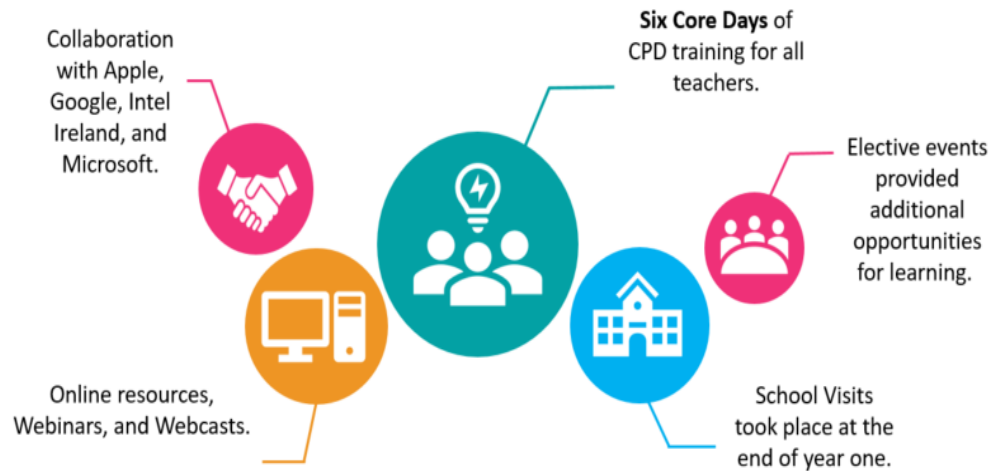 Collaboration
with Apple,
Google, Intel
Ireland, and
Microsoft.
Six Core Days of
CPD training for all
teachers.
Elective events
provided
additional
opportunities
for learning.
Online resources,
Webinars, and Webcasts.
School Visits
took place at the
end of year one.